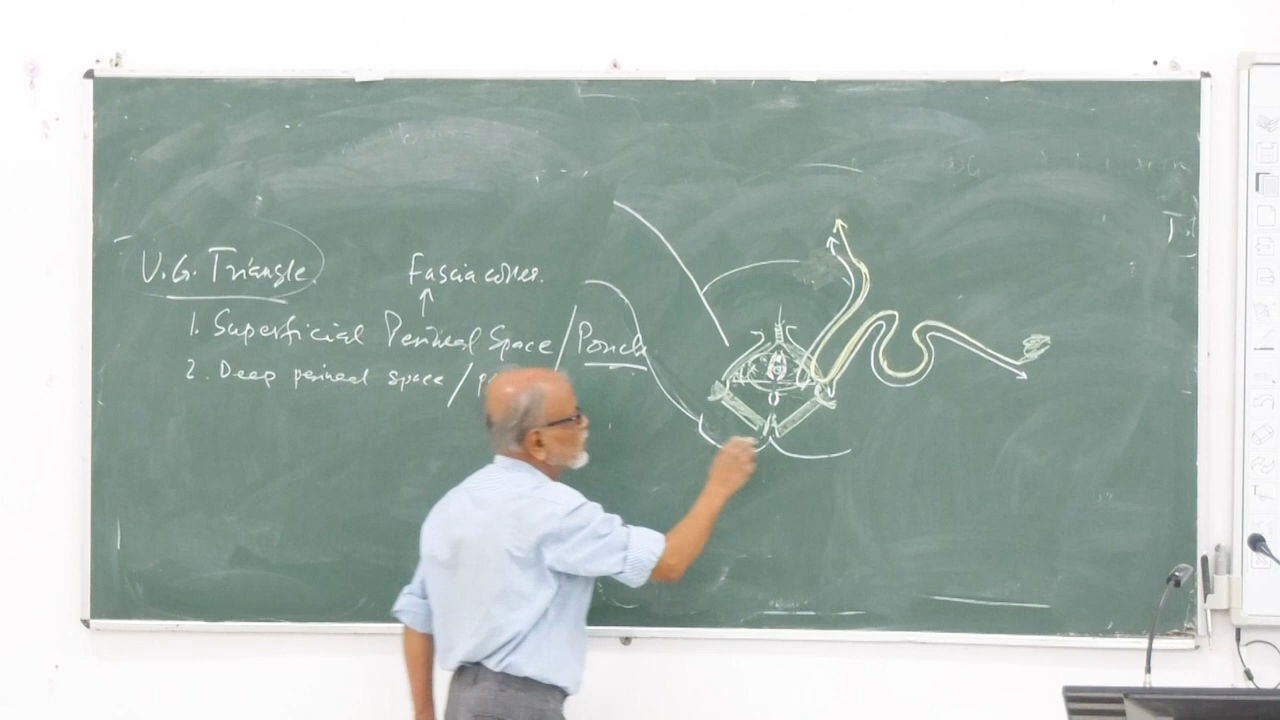 U.G. Triangle
Fascia colles.
↑
1. Superficial Perineal Space / Pouch
2. Deep perineal space /